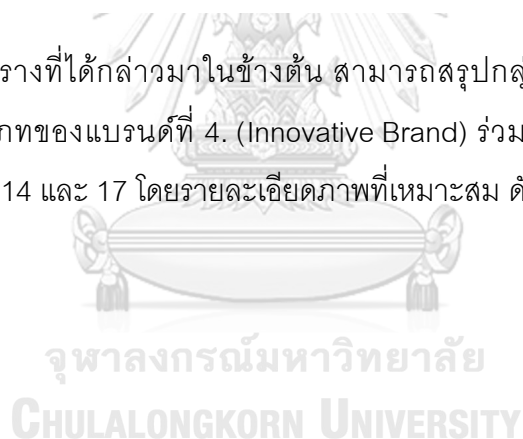 รางที่ได้กล่าวมาในข้างต้น สามารถสรุปกลุ่
ภทของแบรนด์ที่ 4. (Innovative Brand) ร่วม
14 และ 17 โดยรายละเอียดภาพที่เหมาะสม ดั
จุฬาลงกรณ์มหาวิทยาลัย
CHULALONGKORN UNIVERSITY